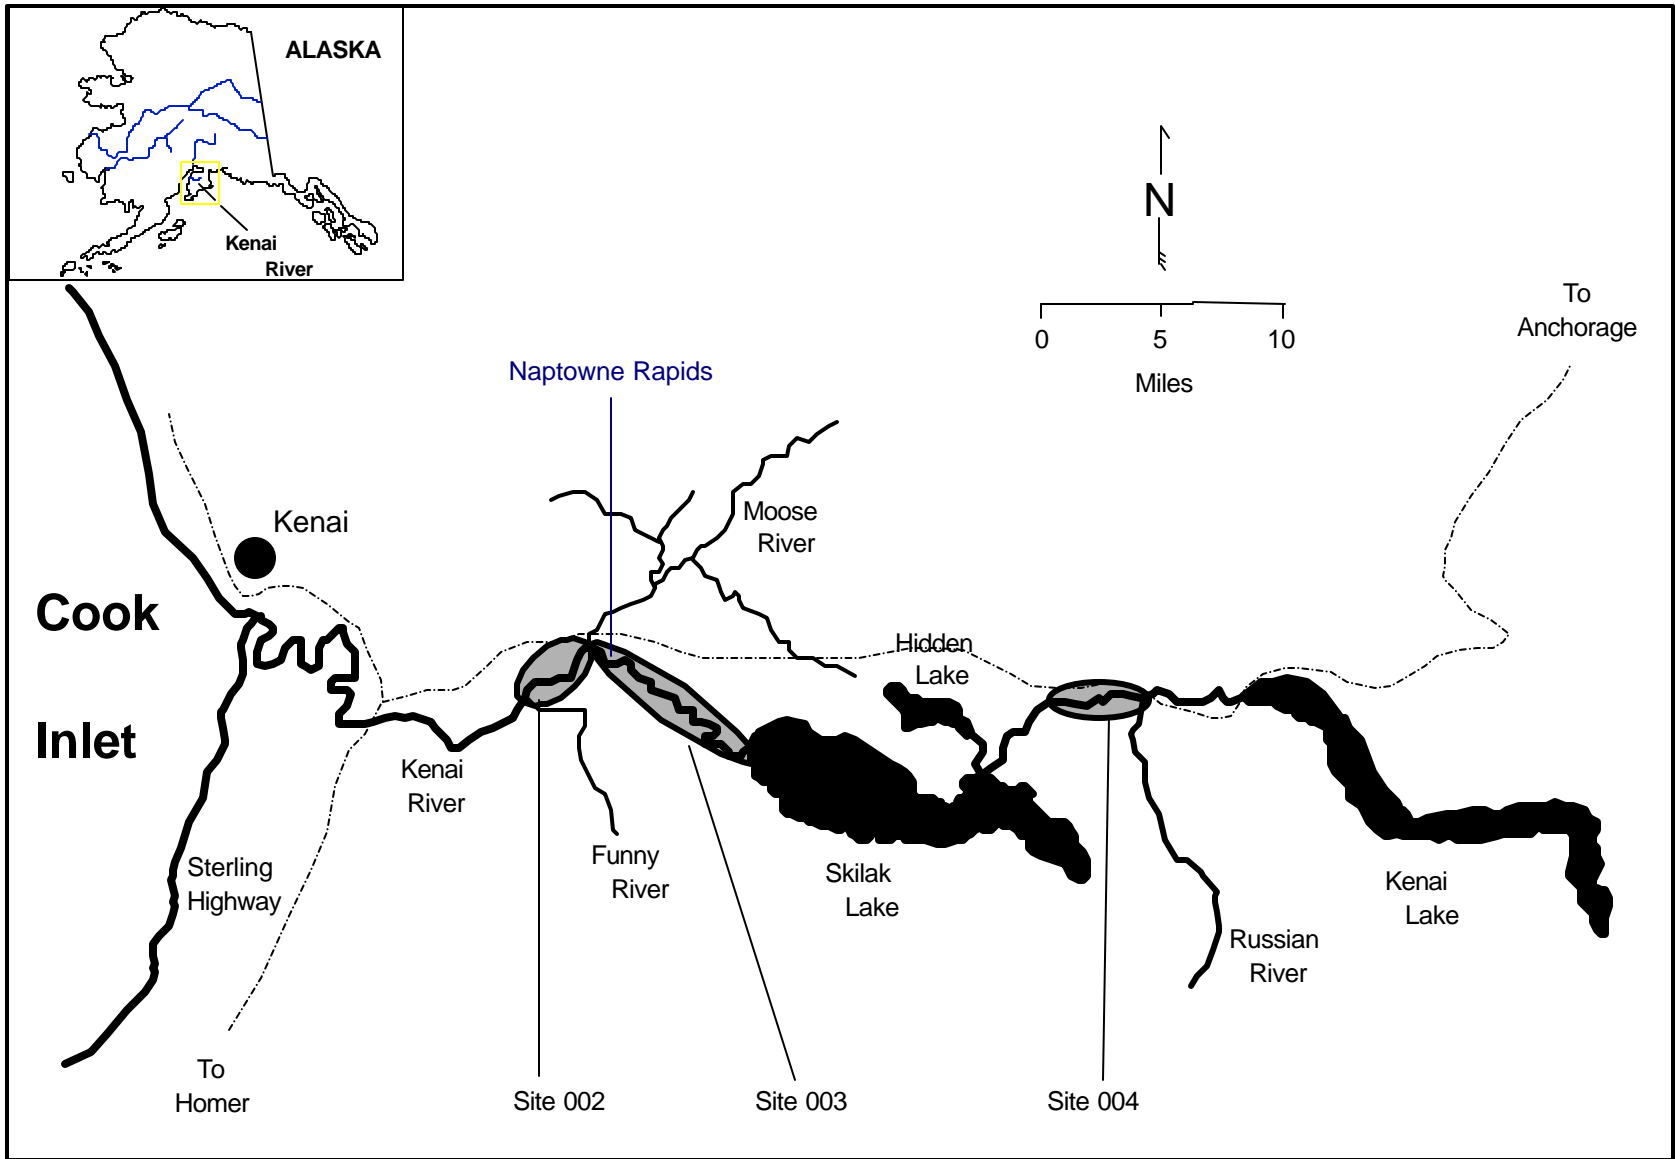 ALASKA
Kenai
River
N
0 5 10
Miles
To
Anchorage
Naptowne Rapids
Moose
River
Kenai
Cook
Inlet
Hidden
Lake
Kenai
River
Sterling
Highway
Funny
River
Skilak
Lake
Kenai
Lake
Russian
River
To
Homer
Site 002
Site 003
Site 004